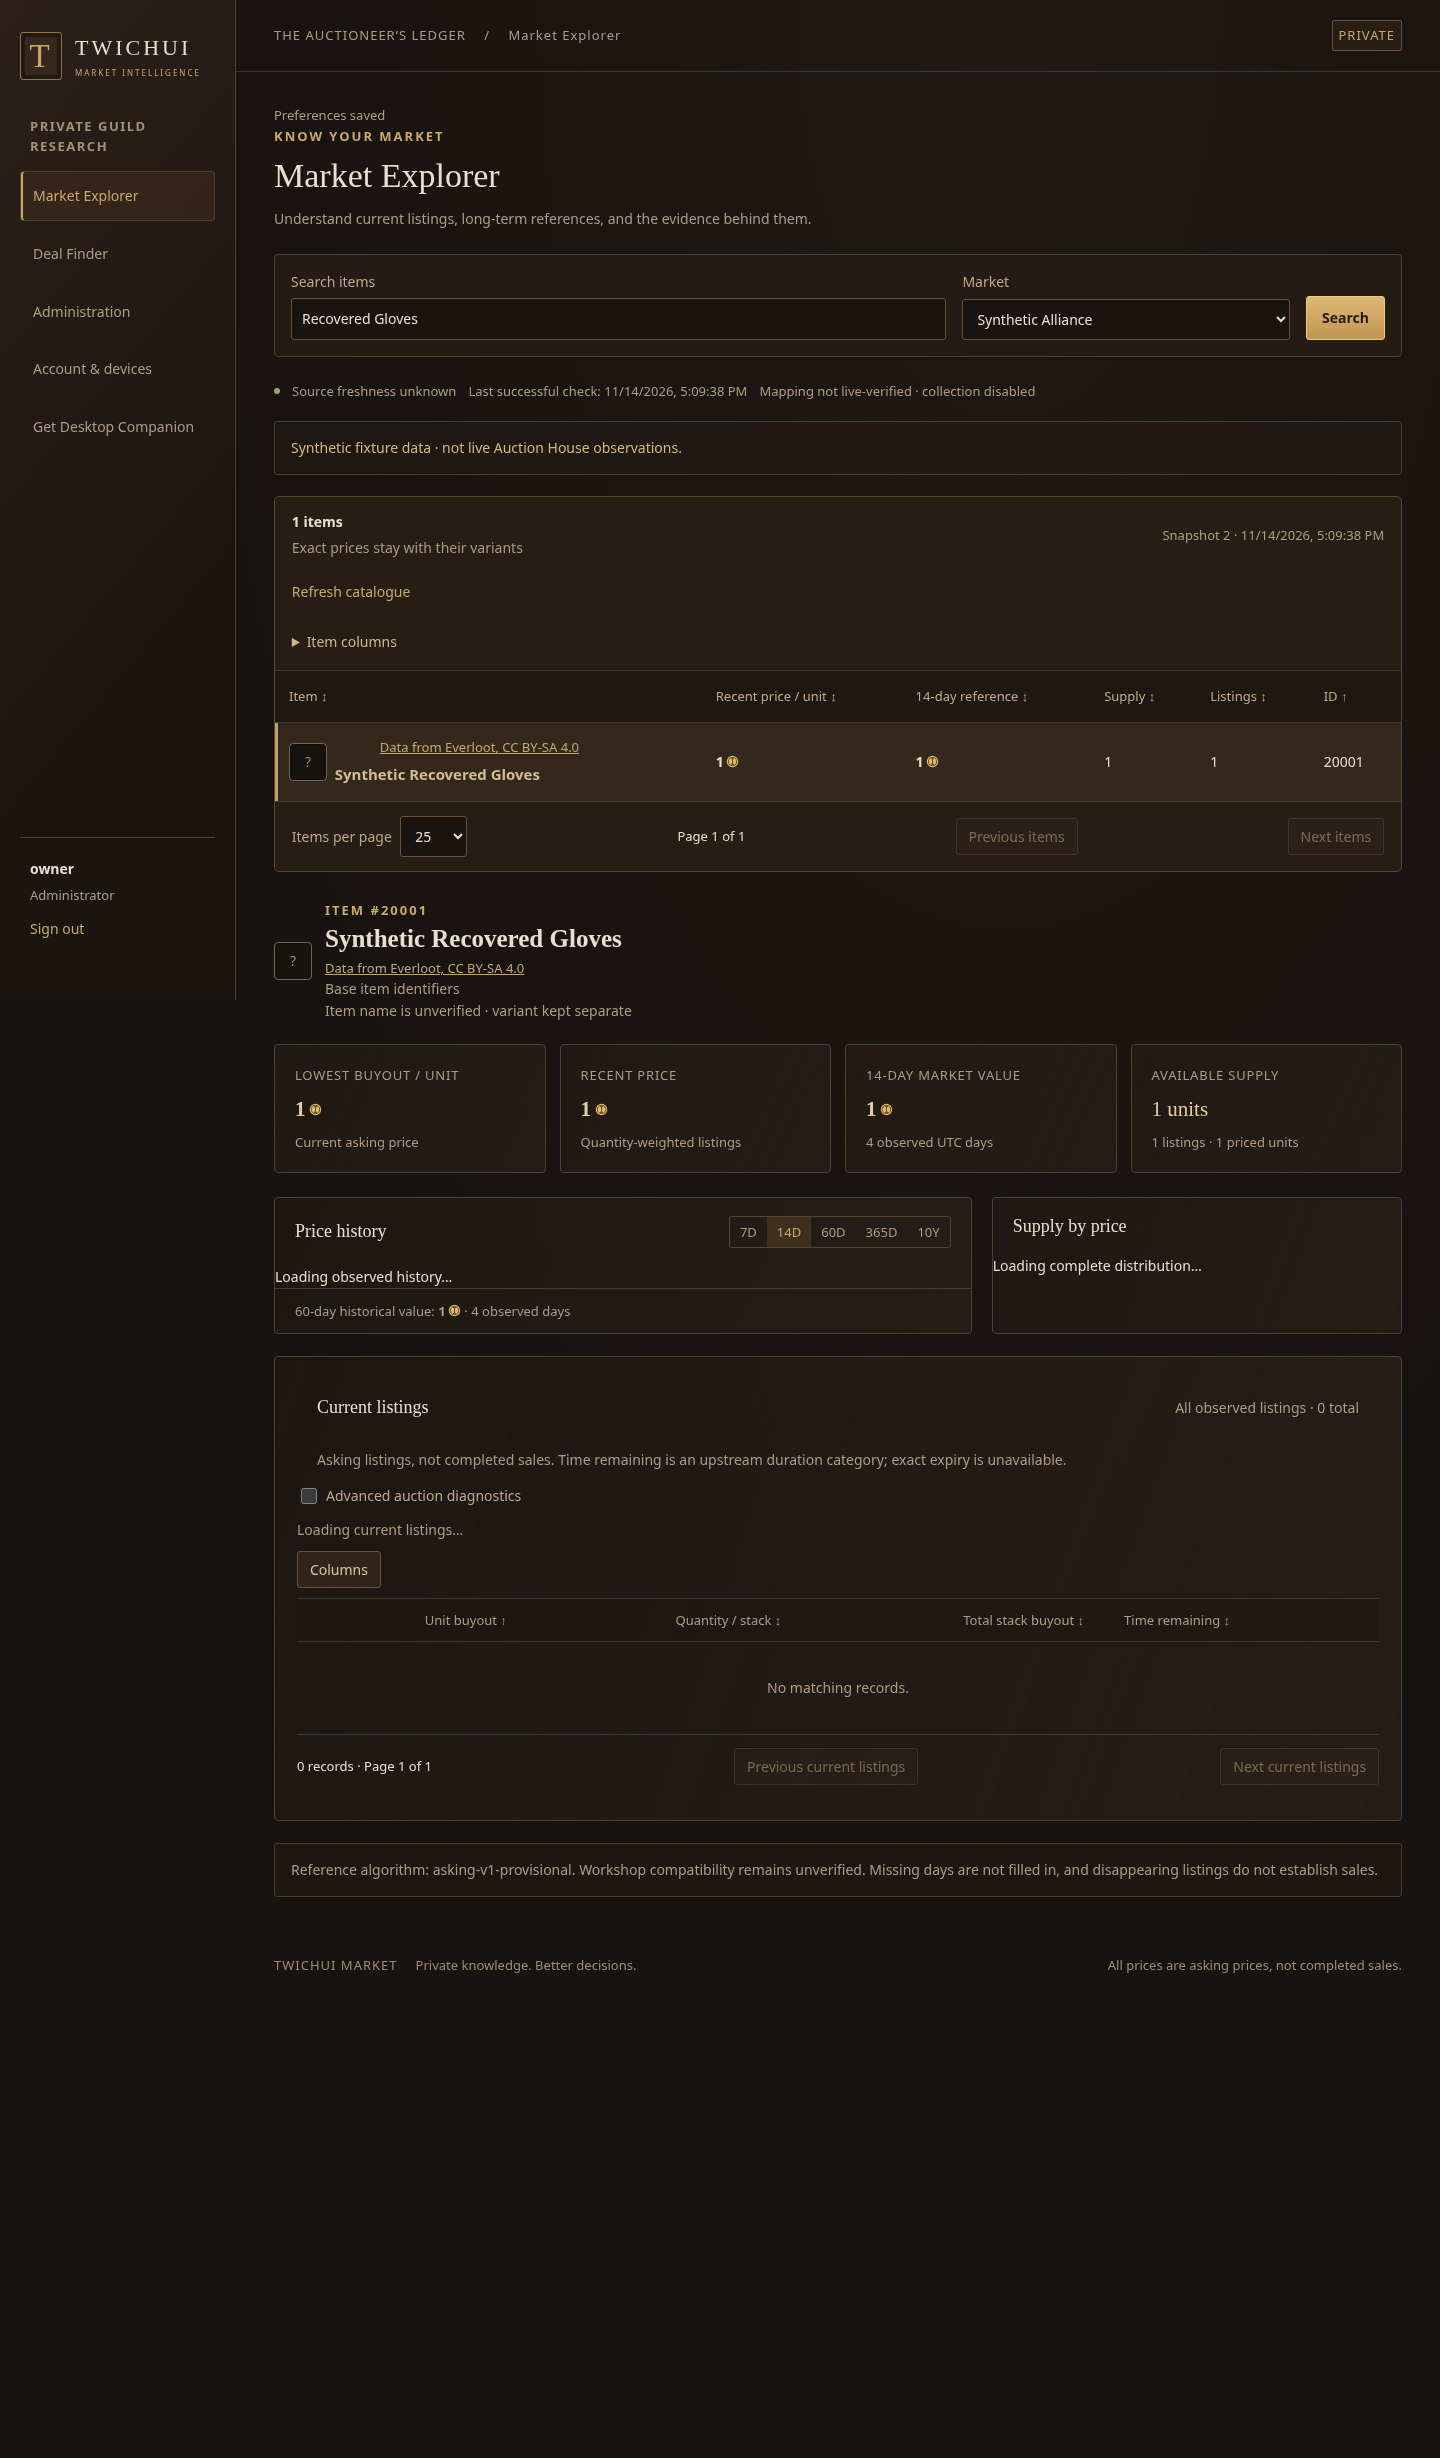 T
TWICHUI
MARKET INTELLIGENCE
PRIVATE GUILD
RESEARCH
Market Explorer
Deal Finder
Administration
Account & devices
Get Desktop Companion
owner
Administrator
Sign out
THE AUCTIONEER’S LEDGER / Market Explorer
PRIVATE
Preferences saved
KNOW YOUR MARKET
Market Explorer
Understand current listings, long-term references, and the evidence behind them.
Search items
Market
Recovered Gloves
Synthetic Alliance
Search
Source freshness unknown Last successful check: 11/14/2026, 5:09:38 PM Mapping not live-verified · collection disabled
Synthetic fixture data · not live Auction House observations.
1 items
Exact prices stay with their variants
Snapshot 2 · 11/14/2026, 5:09:38 PM
Refresh catalogue
▶ Item columns
Item ↕ Recent price / unit ↕ 14-day reference ↕ Supply ↕ Listings ↕ ID ↑
?
Data from Everloot, CC BY-SA 4.0
Synthetic Recovered Gloves
1 1 1 1 20001
Items per page 25 Page 1 of 1 Previous items Next items
ITEM #20001
?
Synthetic Recovered Gloves
Data from Everloot, CC BY-SA 4.0
Base item identifiers
Item name is unverified · variant kept separate
LOWEST BUYOUT / UNIT
1
Current asking price
RECENT PRICE
1
Quantity-weighted listings
14-DAY MARKET VALUE
1
4 observed UTC days
AVAILABLE SUPPLY
1 units
1 listings · 1 priced units
Price history
7D 14D 60D 365D 10Y
Loading observed history…
60-day historical value: 1 · 4 observed days
Supply by price
Loading complete distribution…
Current listings
All observed listings · 0 total
Asking listings, not completed sales. Time remaining is an upstream duration category; exact expiry is unavailable.
Advanced auction diagnostics
Loading current listings…
Columns
Unit buyout ↑ Quantity / stack ↕ Total stack buyout ↕ Time remaining ↕
No matching records.
0 records · Page 1 of 1 Previous current listings Next current listings
Reference algorithm: asking-v1-provisional. Workshop compatibility remains unverified. Missing days are not filled in, and disappearing listings do not establish sales.
TWICHUI MARKET Private knowledge. Better decisions.
All prices are asking prices, not completed sales.